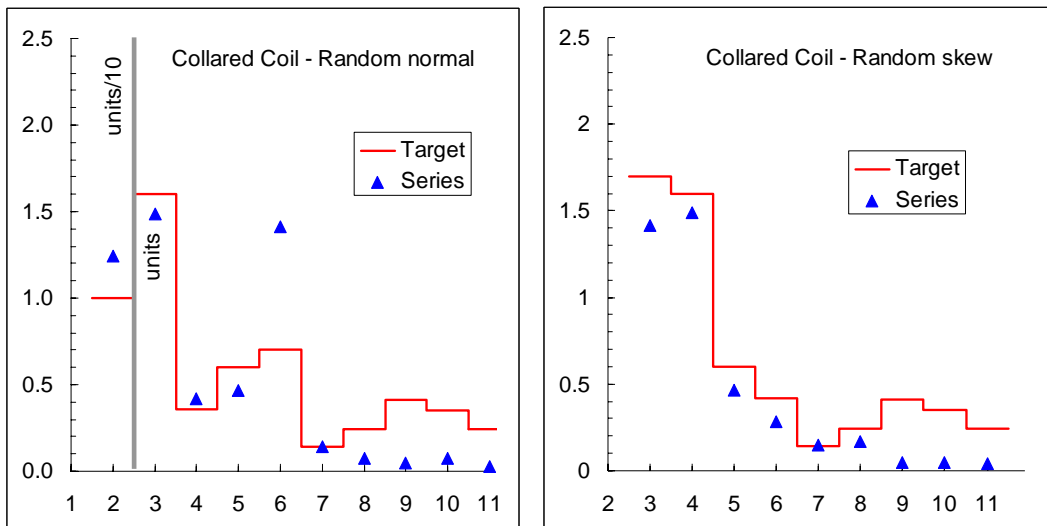 Collared Coil - Random normal
2.5
2.0
1.5
1.0
0.5
0.0
units/10
units
Target
Series
1 2 3 4 5 6 7 8 9 10 11
Collared Coil - Random skew
2.5
2
1.5
1
0.5
0
Target
Series
2 3 4 5 6 7 8 9 10 11